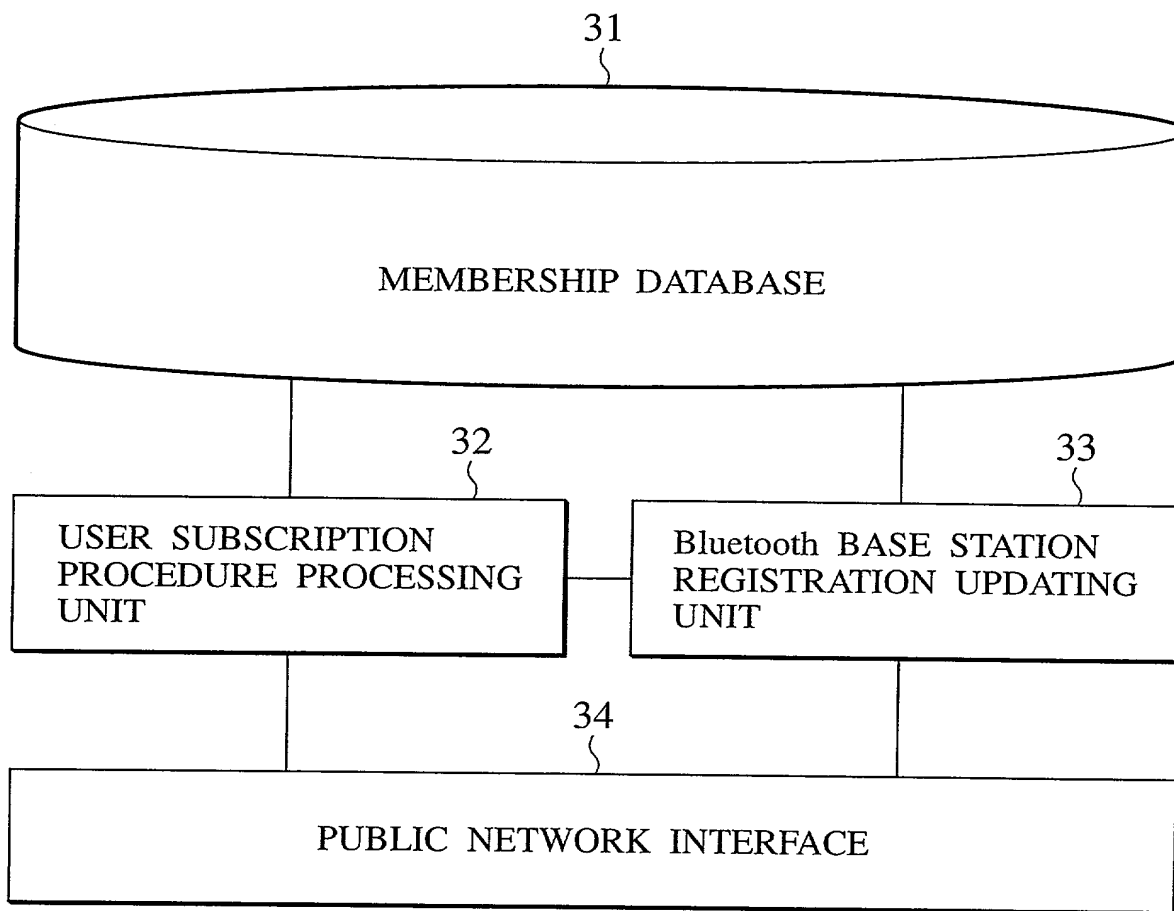 31
MEMBERSHIP DATABASE
32
33
USER SUBSCRIPTION
PROCEDURE PROCESSING
UNIT
Bluetooth BASE STATION
REGISTRATION UPDATING
UNIT
34
PUBLIC NETWORK INTERFACE